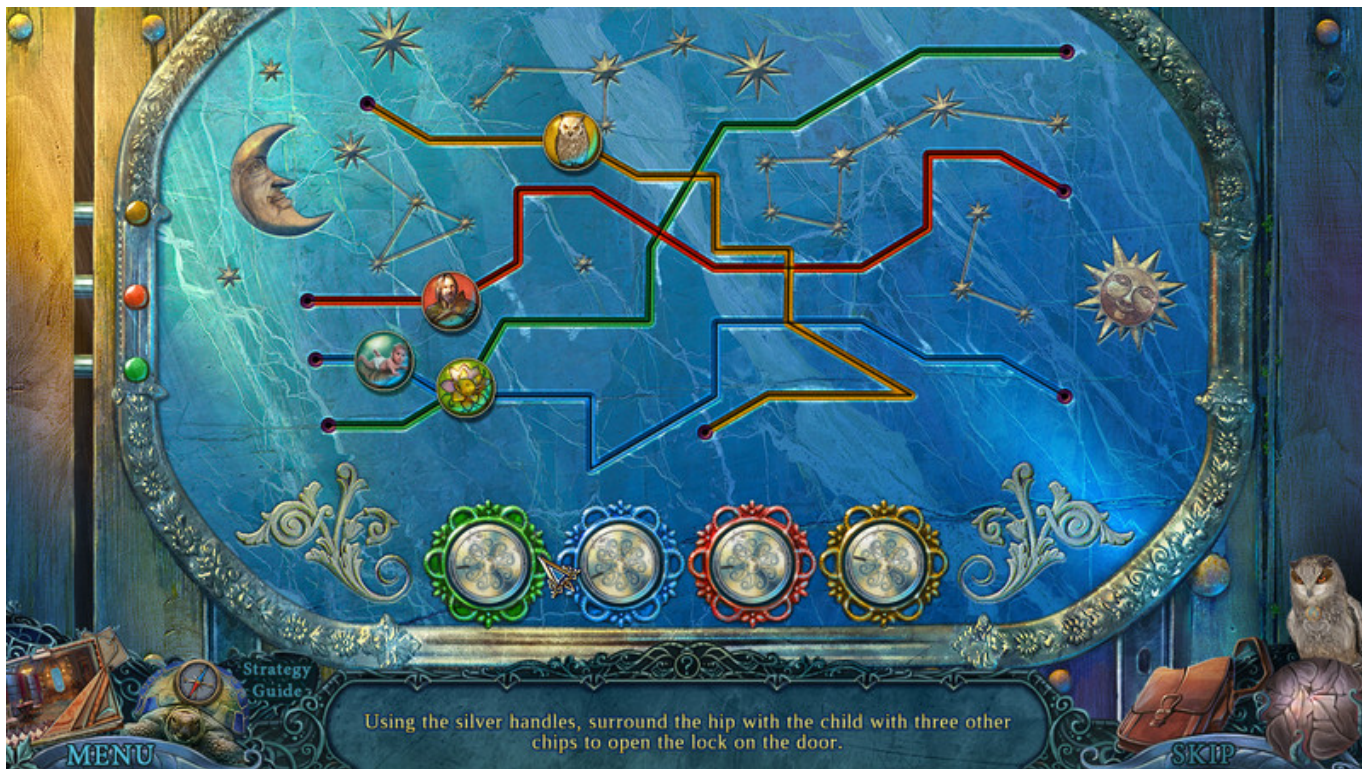 Strategy
Guide
Using the silver handles, surround the hip with the child with three other
chips to open the lock on the door.
MENU
SKIP